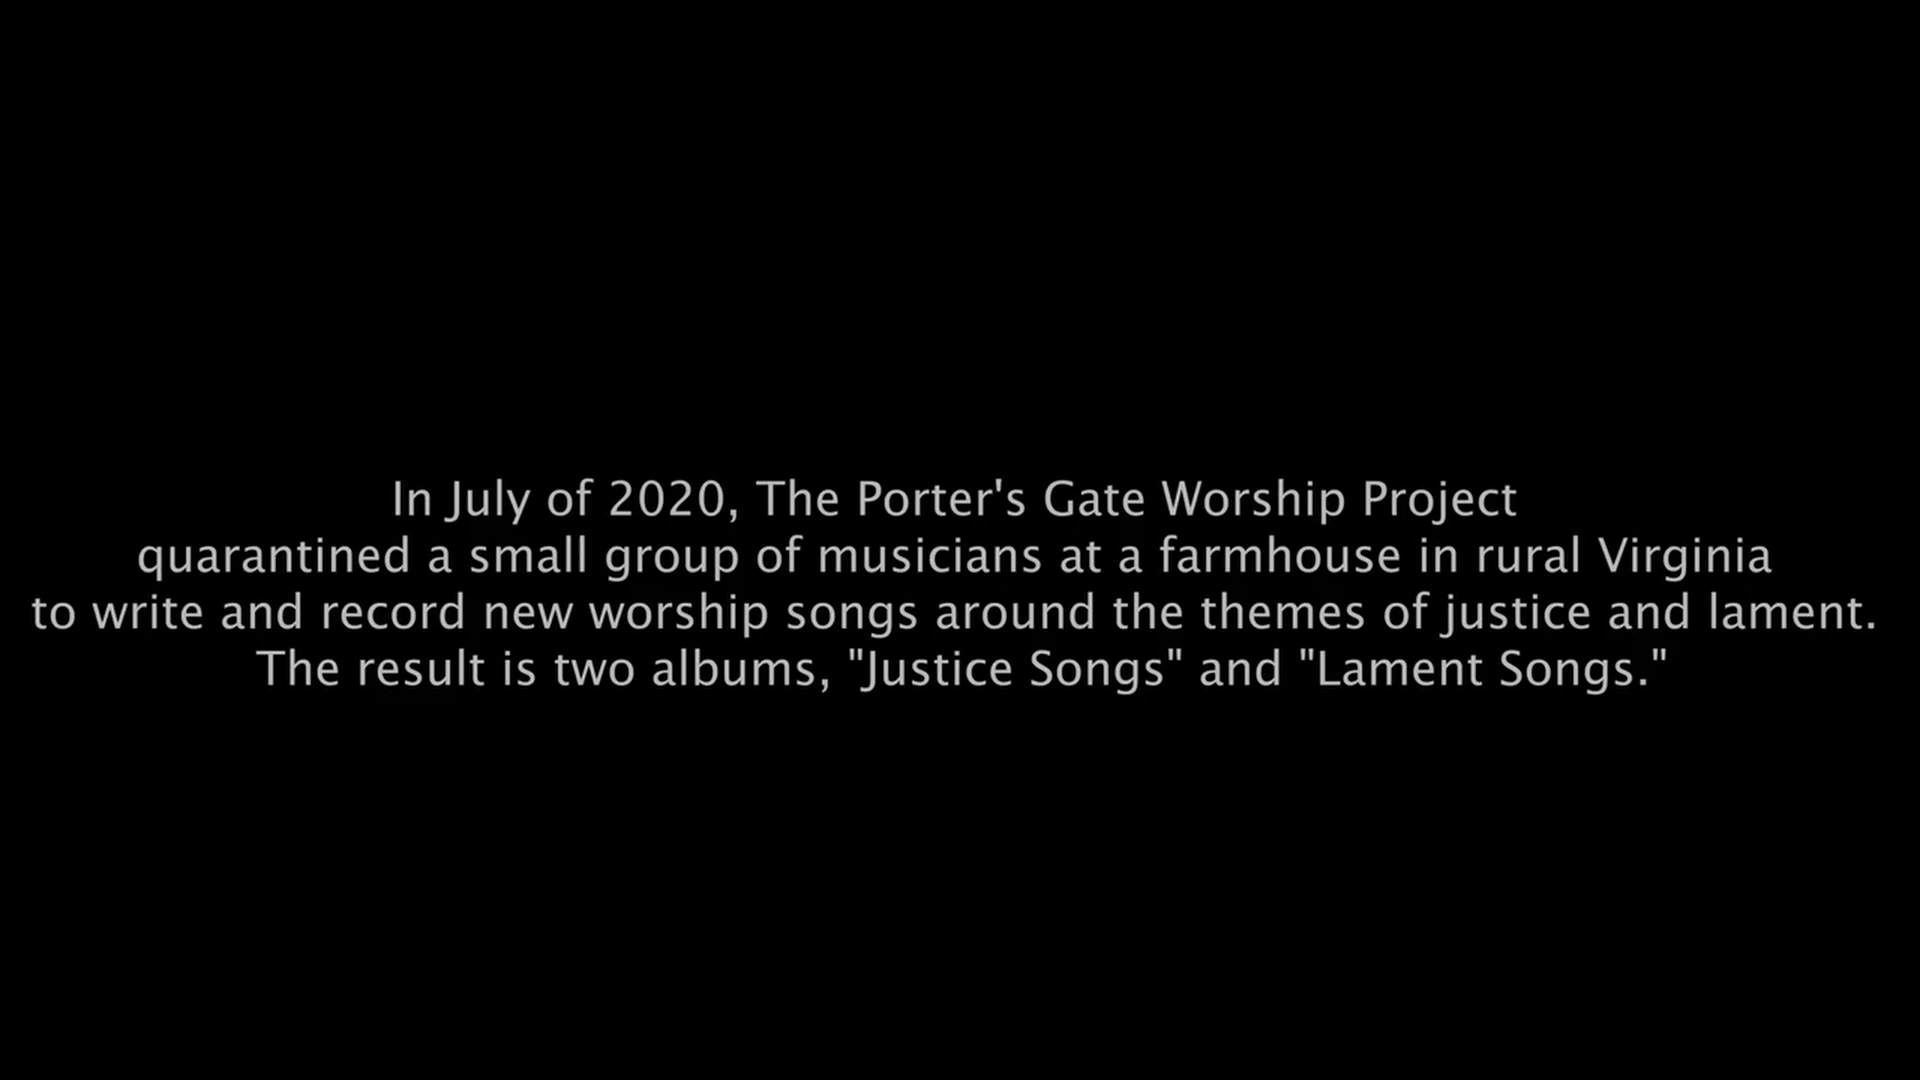 In July of 2020, The Porter's Gate Worship Project
quarantined a small group of musicians at a farmhouse in rural Virginia
to write and record new worship songs around the themes of justice and lament.
The result is two albums, "Justice Songs" and "Lament Songs."